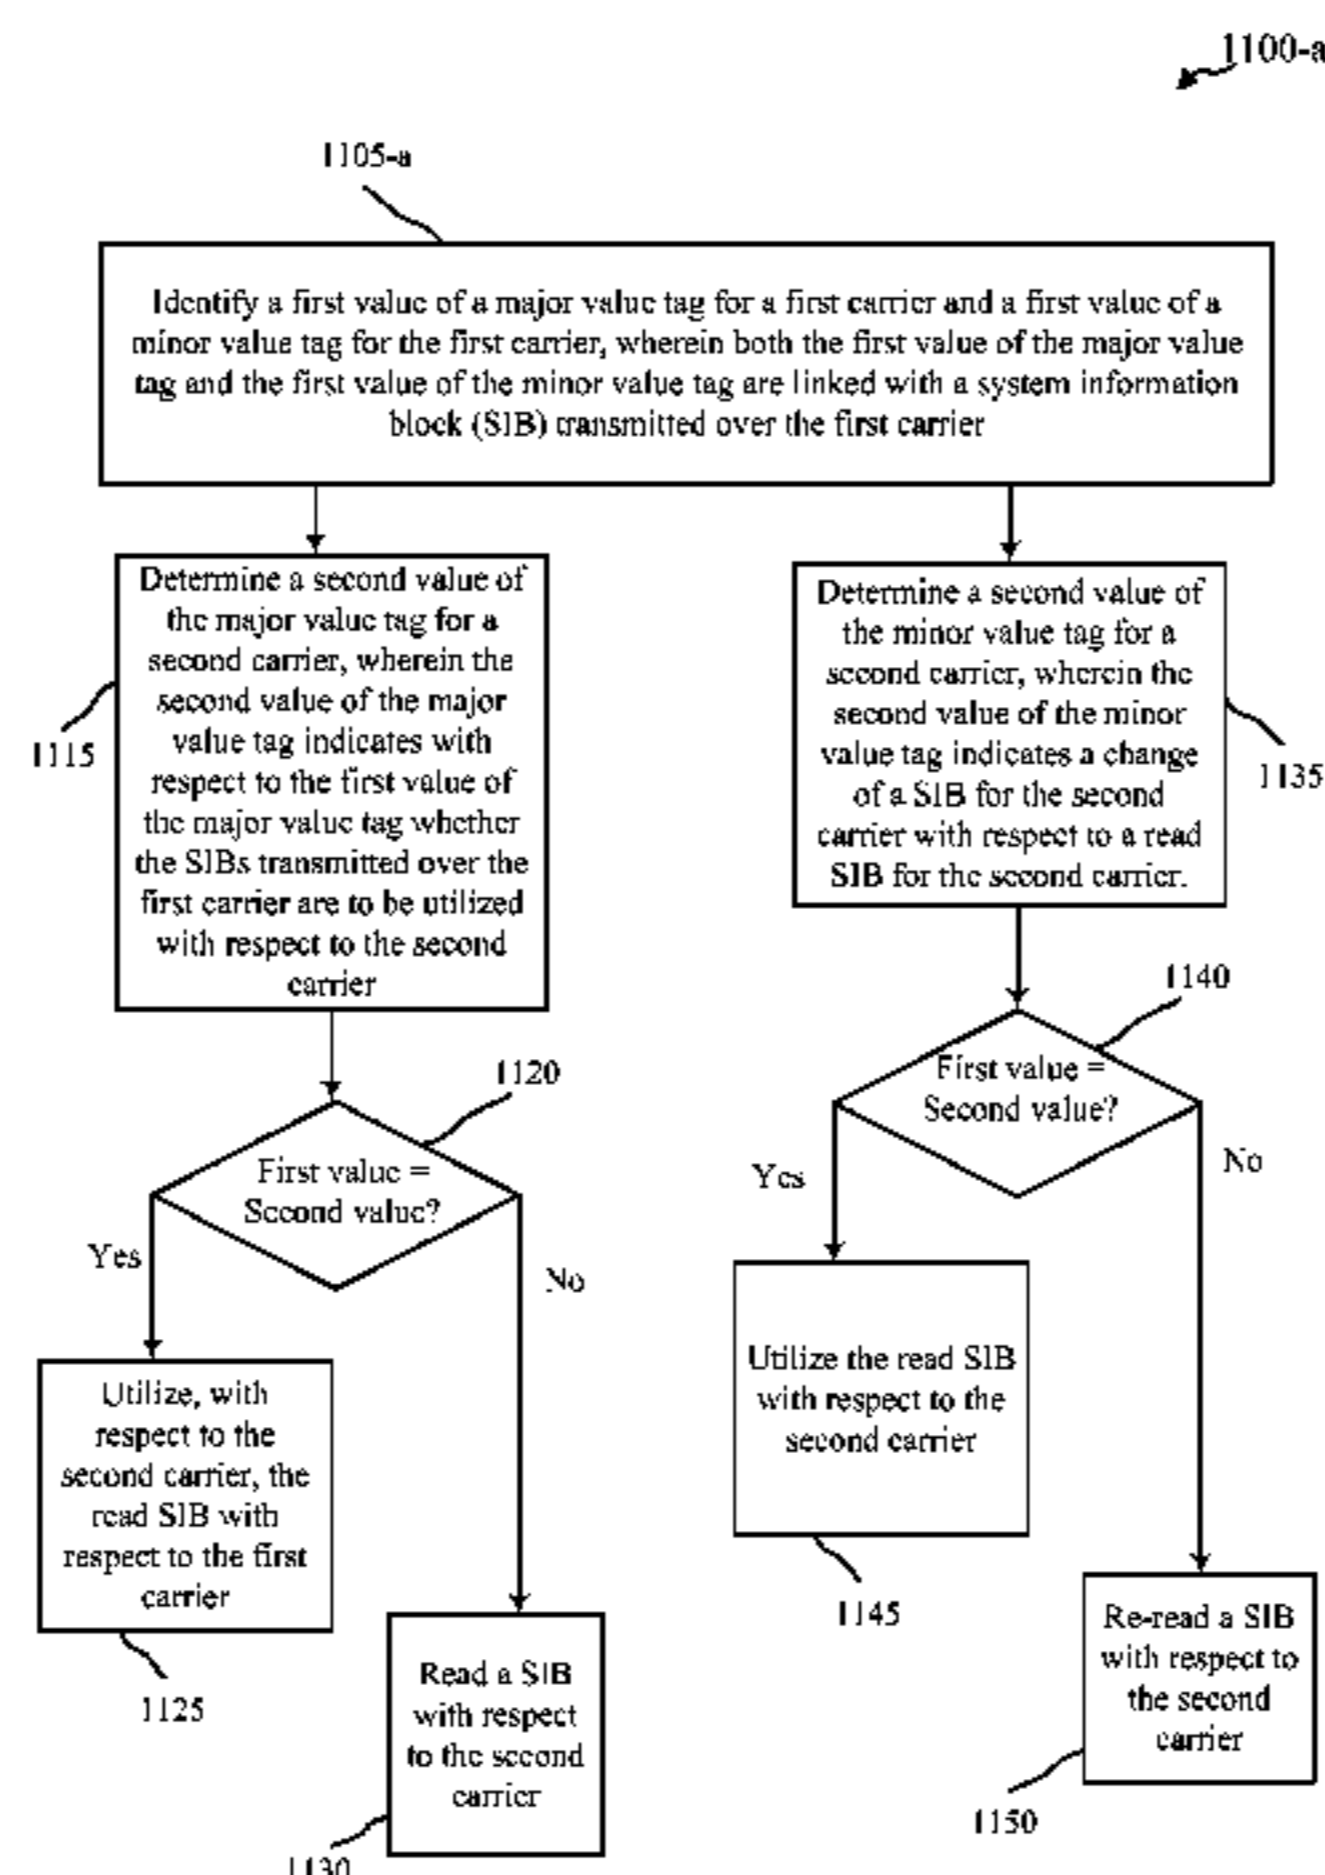 1100-a
1105-a
Identify a first value of a major value tag for a first carrier and a first value of a
minor value tag for the first carrier, wherein both the first value of the major value
tag and the first value of the minor value tag are linked with a system information
block (SIB) transmitted over the first carrier
Determine a second value of
the major value tag for a
second carrier, wherein the
second value of the major
value tag indicates with
respect to the first value of
the major value tag whether
the SIBs transmitted over the
first carrier are to be utilized
with respect to the second
carrier
1115
Determine a second value of
the minor value tag for a
second carrier, wherein the
second value of the minor
value tag indicates a change
of a SIB for the second
carrier with respect to a read
SIB for the second carrier.
1135
1120
First value =
Second value?
Yes
No
1140
First value =
Second value?
Yes
No
Utilize, with
respect to the
second carrier, the
read SIB with
respect to the first
carrier
1125
Read a SIB
with respect
to the second
carrier
1130
Utilize the read SIB
with respect to the
second carrier
1145
Re-read a SIB
with respect to
the second
carrier
1150